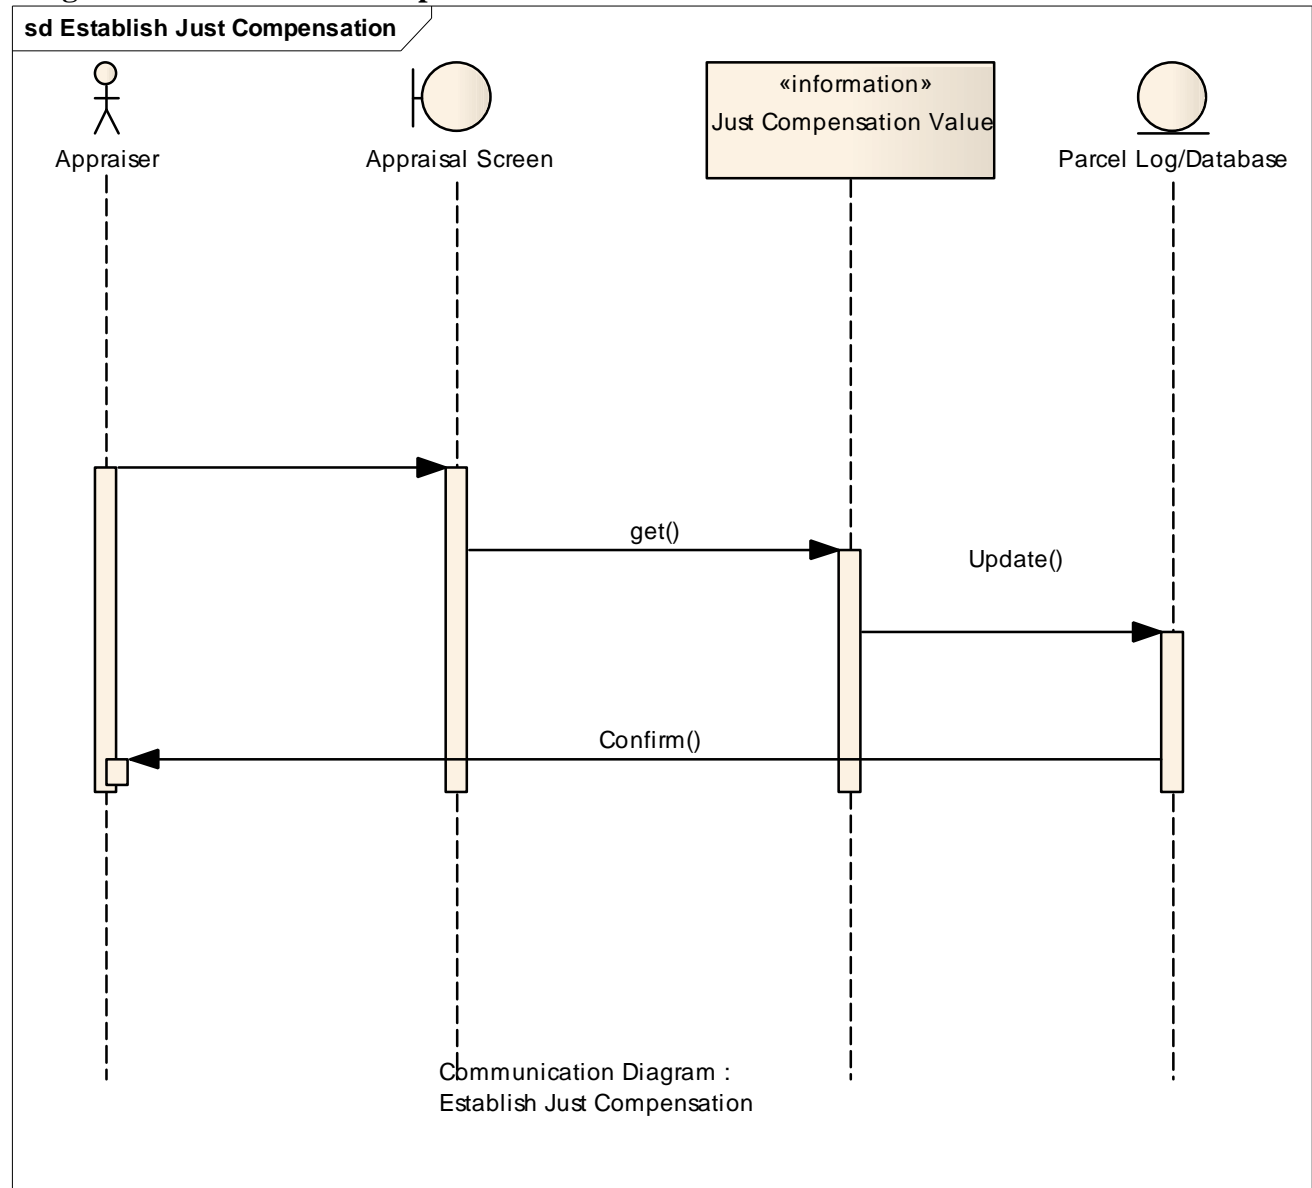 sd Establish Just Compensation
Appraiser
Appraisal Screen
«information»
Just Compensation Value
Parcel Log/Database
get()
Update()
Confirm()
Communication Diagram :
Establish Just Compensation